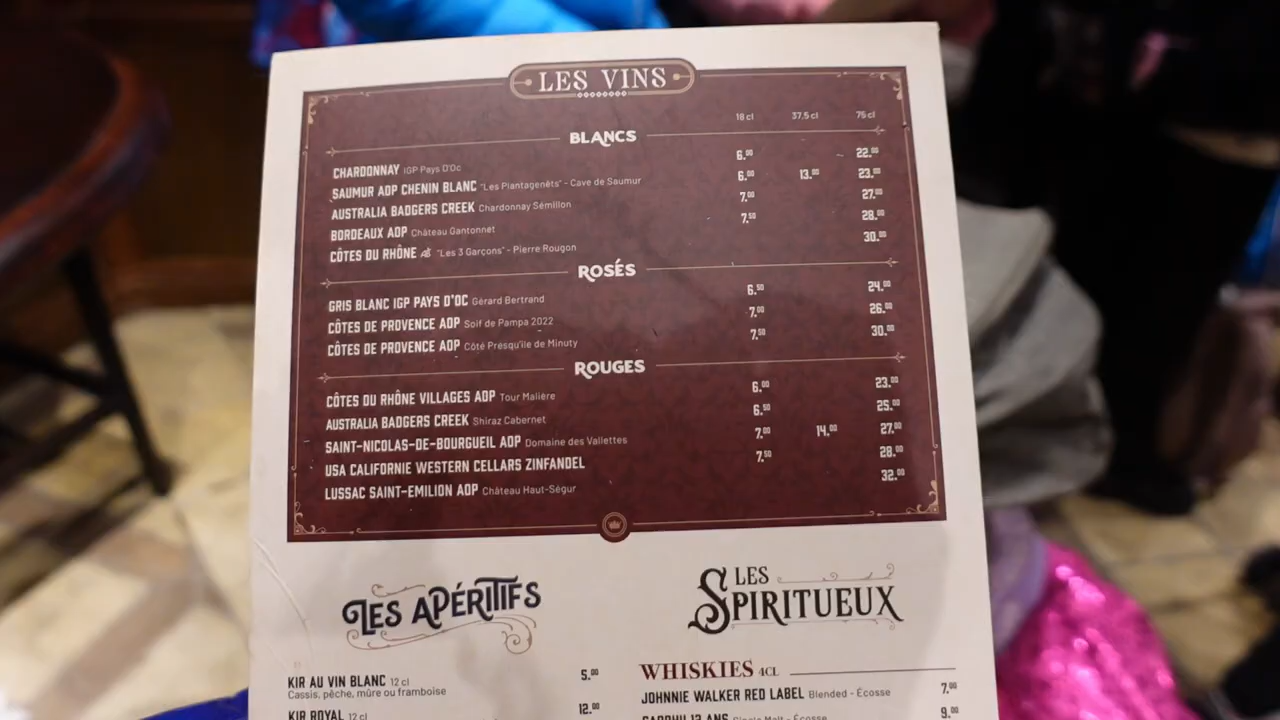 LES VINS
18 cl 37,5 cl 75 cl
BLANCS
CHARDONNAY IGP Pays D'Oc 6.00 22.00
SAUMUR AOP CHENIN BLANC "Les Plantagenêts" - Cave de Saumur 6.00 13.00 23.00
AUSTRALIA BADGERS CREEK Chardonnay Sémillon 7.00 27.00
BORDEAUX AOP Château Gantonnet 7.50 28.00
CÔTES DU RHÔNE "Les 3 Garçons" - Pierre Rougon 30.00
ROSÉS
GRIS BLANC IGP PAYS D'OC Gérard Bertrand 6.50 24.00
CÔTES DE PROVENCE AOP Soif de Pampa 2022 7.00 26.00
CÔTES DE PROVENCE AOP Côté Presqu'île de Minuty 7.50 30.00
ROUGES
CÔTES DU RHÔNE VILLAGES AOP Tour Malière 6.00 23.00
AUSTRALIA BADGERS CREEK Shiraz Cabernet 6.50 25.00
SAINT-NICOLAS-DE-BOURGUEIL AOP Domaine des Vallettes 7.00 14.00 27.00
USA CALIFORNIE WESTERN CELLARS ZINFANDEL 7.50 28.00
LUSSAC SAINT-EMILION AOP Château Haut-Ségur 32.00
LES APÉRITIFS
KIR AU VIN BLANC 12 cl 5.00
Cassis, pêche, mûre ou framboise
KIR ROYAL 12 cl 12.00
LES SPIRITUEUX
WHISKIES 4CL
JOHNNIE WALKER RED LABEL Blended - Écosse 7.00
12 ANS Single Malt - Écosse 9.00